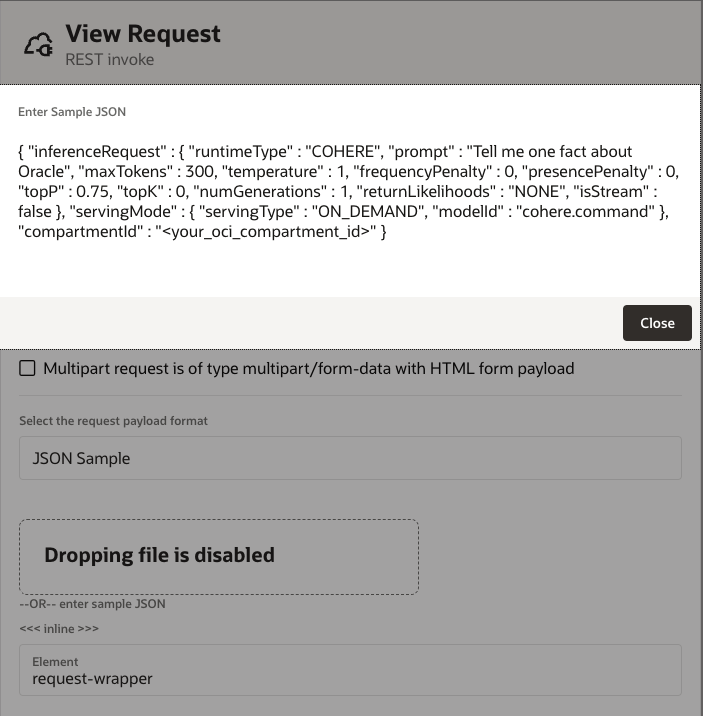 View Request
REST invoke
Enter Sample JSON
{ "inferenceRequest" : { "runtimeType" : "COHERE", "prompt" : "Tell me one fact about
Oracle", "maxTokens" : 300, "temperature" : 1, "frequencyPenalty" : 0, "presencePenalty" : 0,
"topP" : 0.75, "topK" : 0, "numGenerations" : 1, "returnLikelihoods" : "NONE", "isStream" :
false }, "servingMode" : { "servingType" : "ON_DEMAND", "modelId" : "cohere.command" },
"compartmentId" : "<your_oci_compartment_id>" }
Close
Multipart request is of type multipart/form-data with HTML form payload
Select the request payload format
JSON Sample
Dropping file is disabled
--OR-- enter sample JSON
<<< inline >>>
Element
request-wrapper